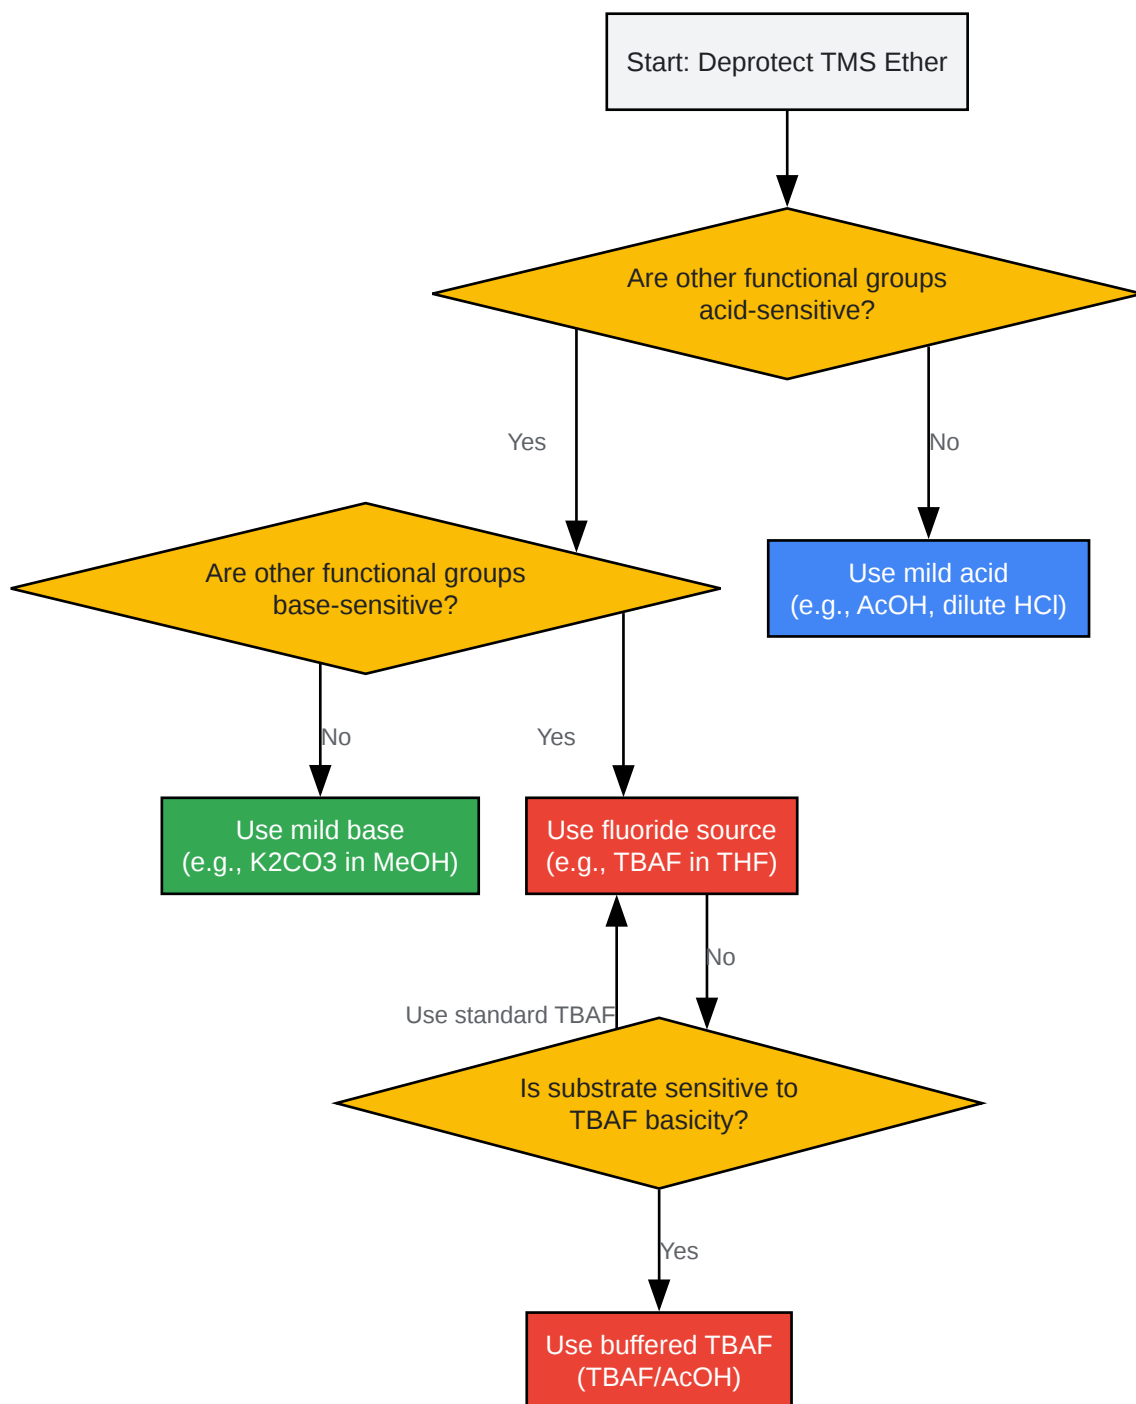 Start: Deprotect TMS Ether
Are other functional groups
acid-sensitive?
Yes
No
Are other functional groups
base-sensitive?
Use mild acid
(e.g., AcOH, dilute HCl)
No
Yes
Use mild base
(e.g., K2CO3 in MeOH)
Use fluoride source
(e.g., TBAF in THF)
No
Use standard TBAF
Is substrate sensitive to
TBAF basicity?
Yes
Use buffered TBAF
(TBAF/AcOH)